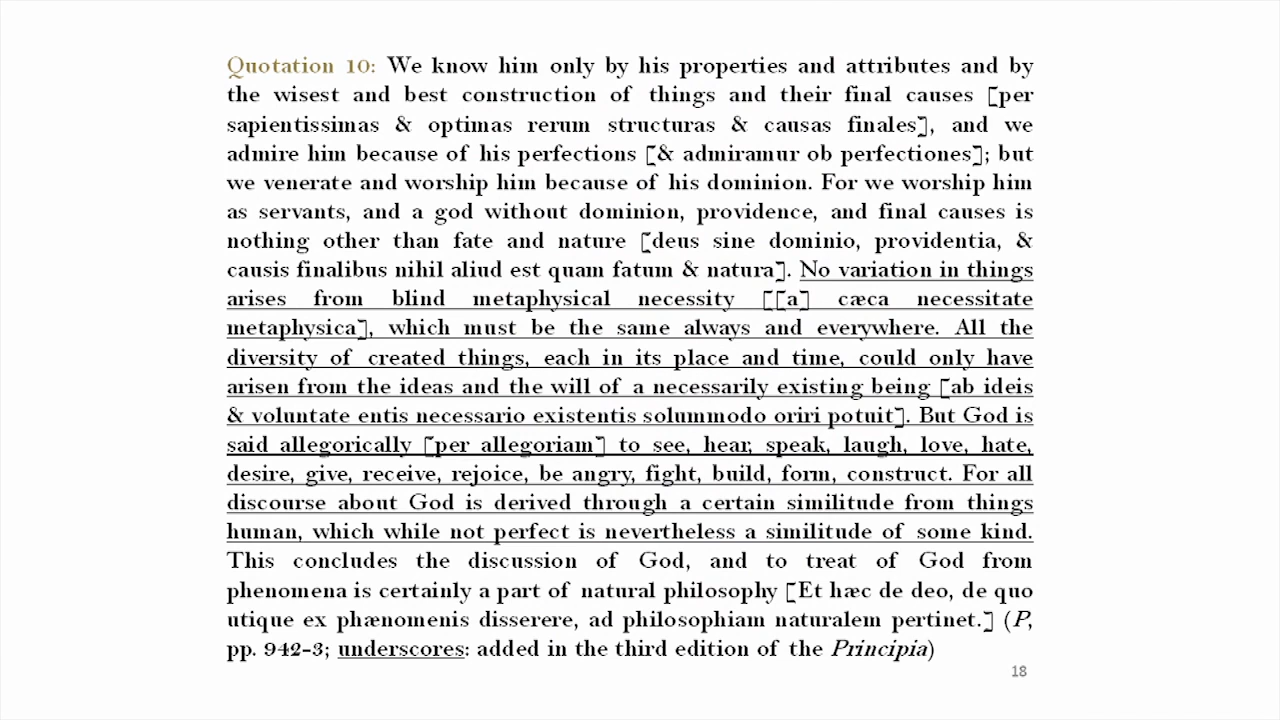 Quotation 10: We know him only by his properties and attributes and by
the wisest and best construction of things and their final causes [per
sapientissimas & optimas rerum structuras & causas finales], and we
admire him because of his perfections [& admiramur ob perfectiones]; but
we venerate and worship him because of his dominion. For we worship him
as servants, and a god without dominion, providence, and final causes is
nothing other than fate and nature [deus sine dominio, providentia, &
causis finalibus nihil aliud est quam fatum & natura]. No variation in things
arises from blind metaphysical necessity [[a] cæca necessitate
metaphysica], which must be the same always and everywhere. All the
diversity of created things, each in its place and time, could only have
arisen from the ideas and the will of a necessarily existing being [ab ideis
& voluntate entis necessario existentis solummodo oriri potuit]. But God is
said allegorically [per allegoriam] to see, hear, speak, laugh, love, hate,
desire, give, receive, rejoice, be angry, fight, build, form, construct. For all
discourse about God is derived through a certain similitude from things
human, which while not perfect is nevertheless a similitude of some kind.
This concludes the discussion of God, and to treat of God from
phenomena is certainly a part of natural philosophy [Et hæc de deo, de quo
utique ex phænomenis disserere, ad philosophiam naturalem pertinet.] (P,
pp. 942-3; underscores: added in the third edition of the Principia)
18